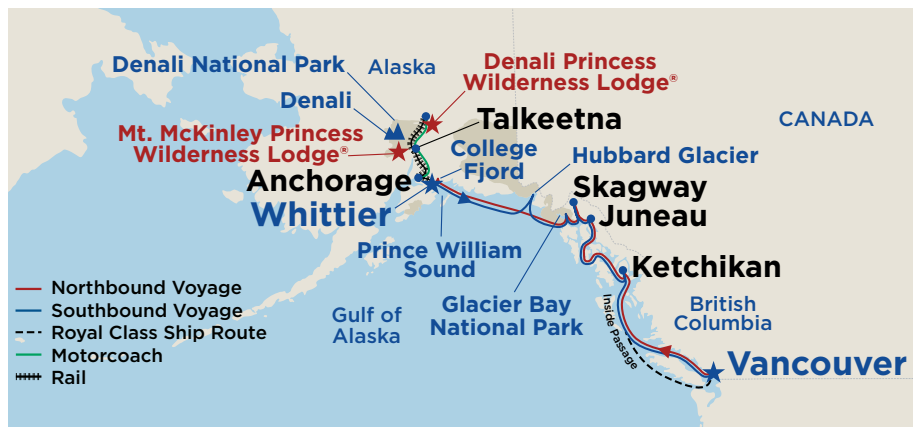 Denali Princess
Wilderness Lodge®
Denali National Park
Alaska
Denali
Talkeetna
CANADA
Mt. McKinley Princess
Wilderness Lodge®
College
Fjord
Hubbard Glacier
Anchorage
Skagway
Whittier
Juneau
Prince William
Sound
Ketchikan
Northbound Voyage
Southbound Voyage
Royal Class Ship Route
Motorcoach
Rail
Gulf of
Alaska
Glacier Bay
National Park
Inside Passage
British
Columbia
Vancouver